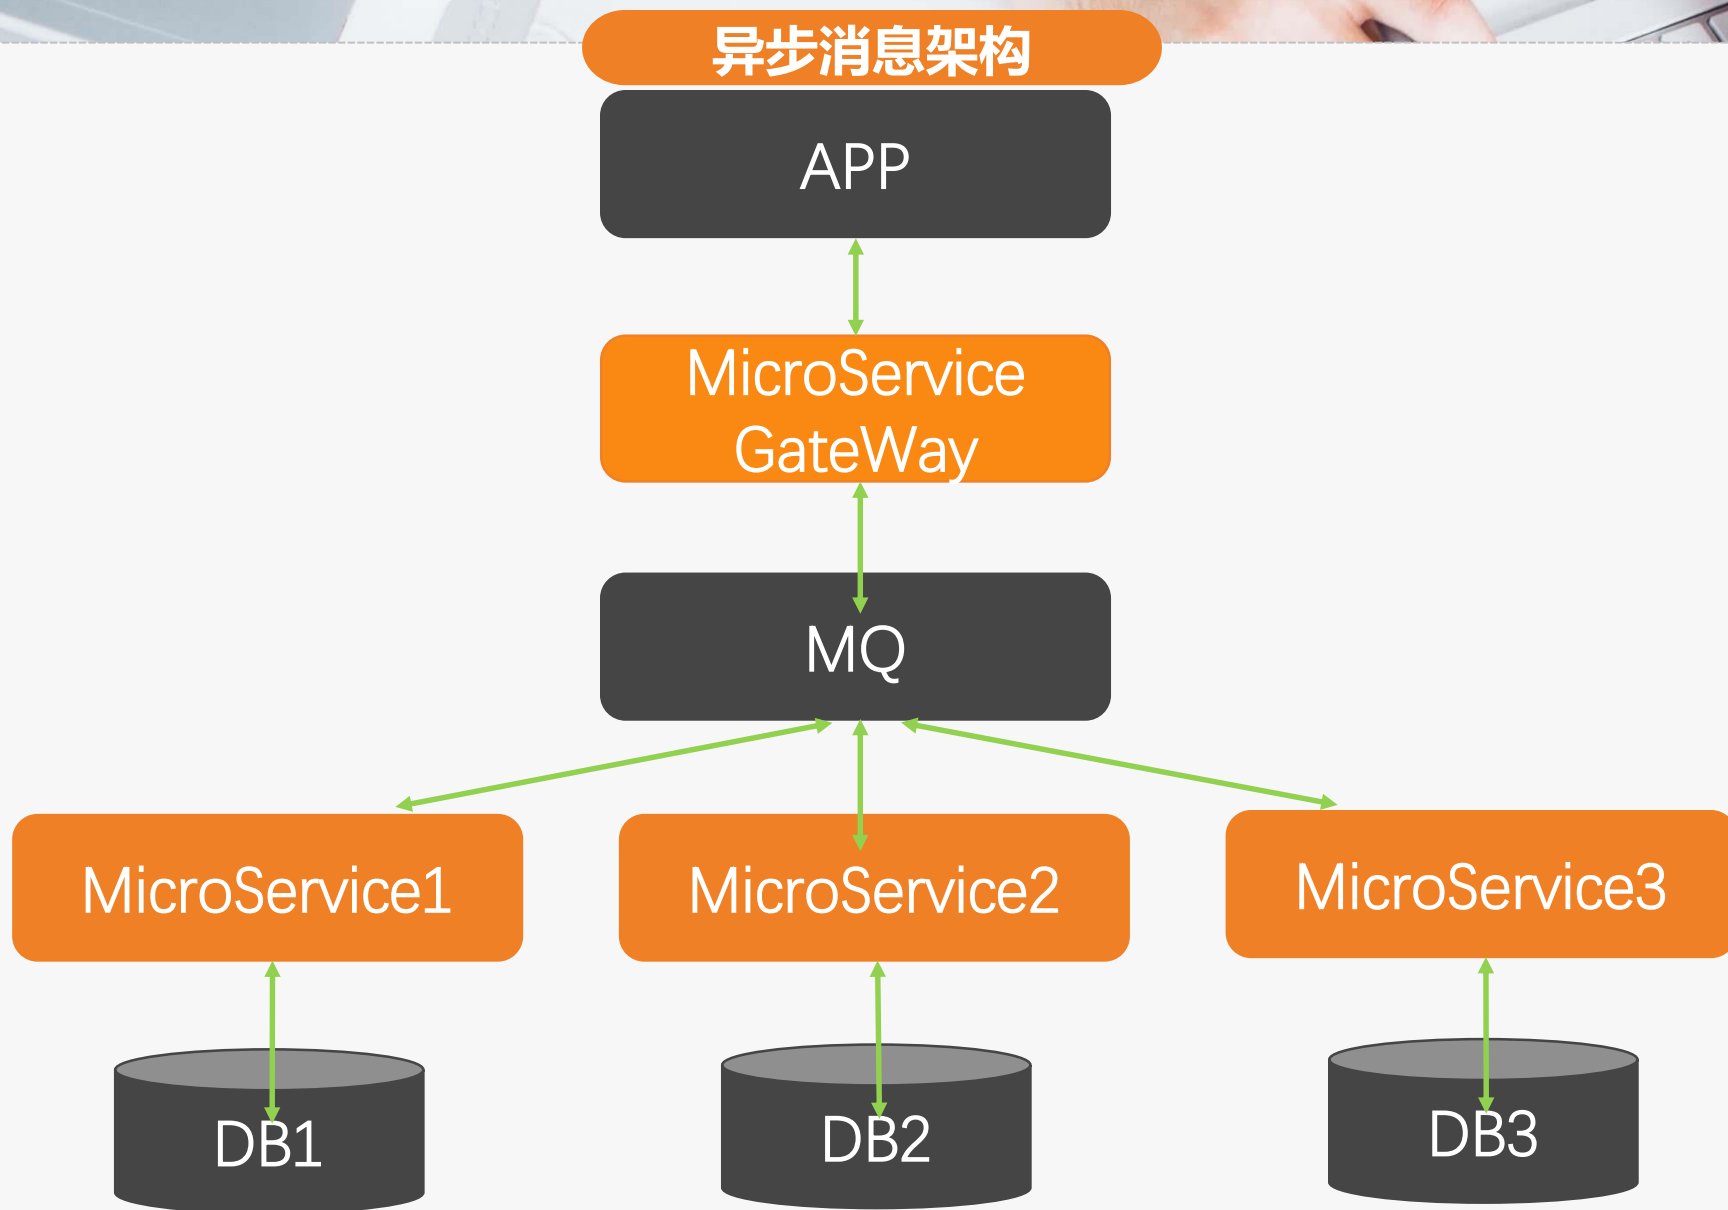 异步消息架构
APP
MicroService
GateWay
MQ
MicroService1
MicroService2
MicroService3
DB1
DB2
DB3